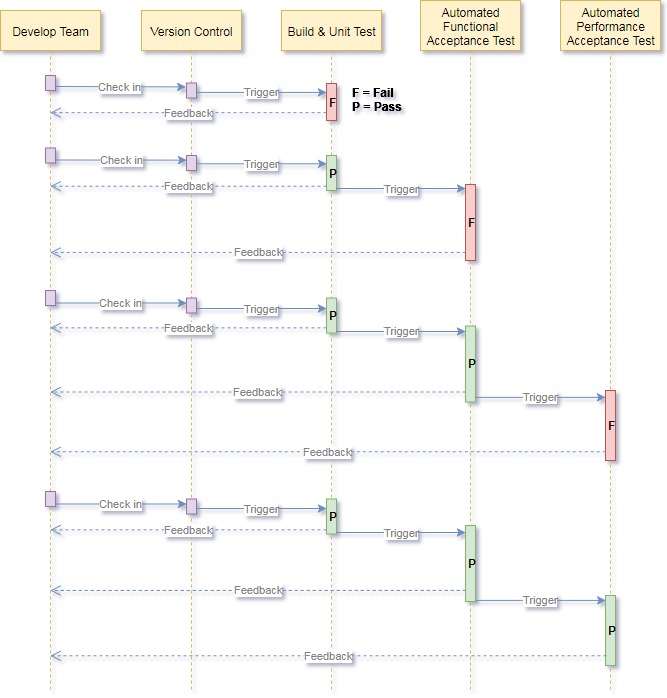 Develop Team
Version Control
Build & Unit Test
Automated
Functional
Acceptance Test
Automated
Performance
Acceptance Test
Check in
Trigger
F
F = Fail
P = Pass
Feedback
Check in
Trigger
P
Feedback
Trigger
F
Feedback
Check in
Trigger
P
Feedback
Trigger
P
Feedback
Trigger
F
Feedback
Check in
Trigger
P
Feedback
Trigger
P
Feedback
Trigger
P
Feedback